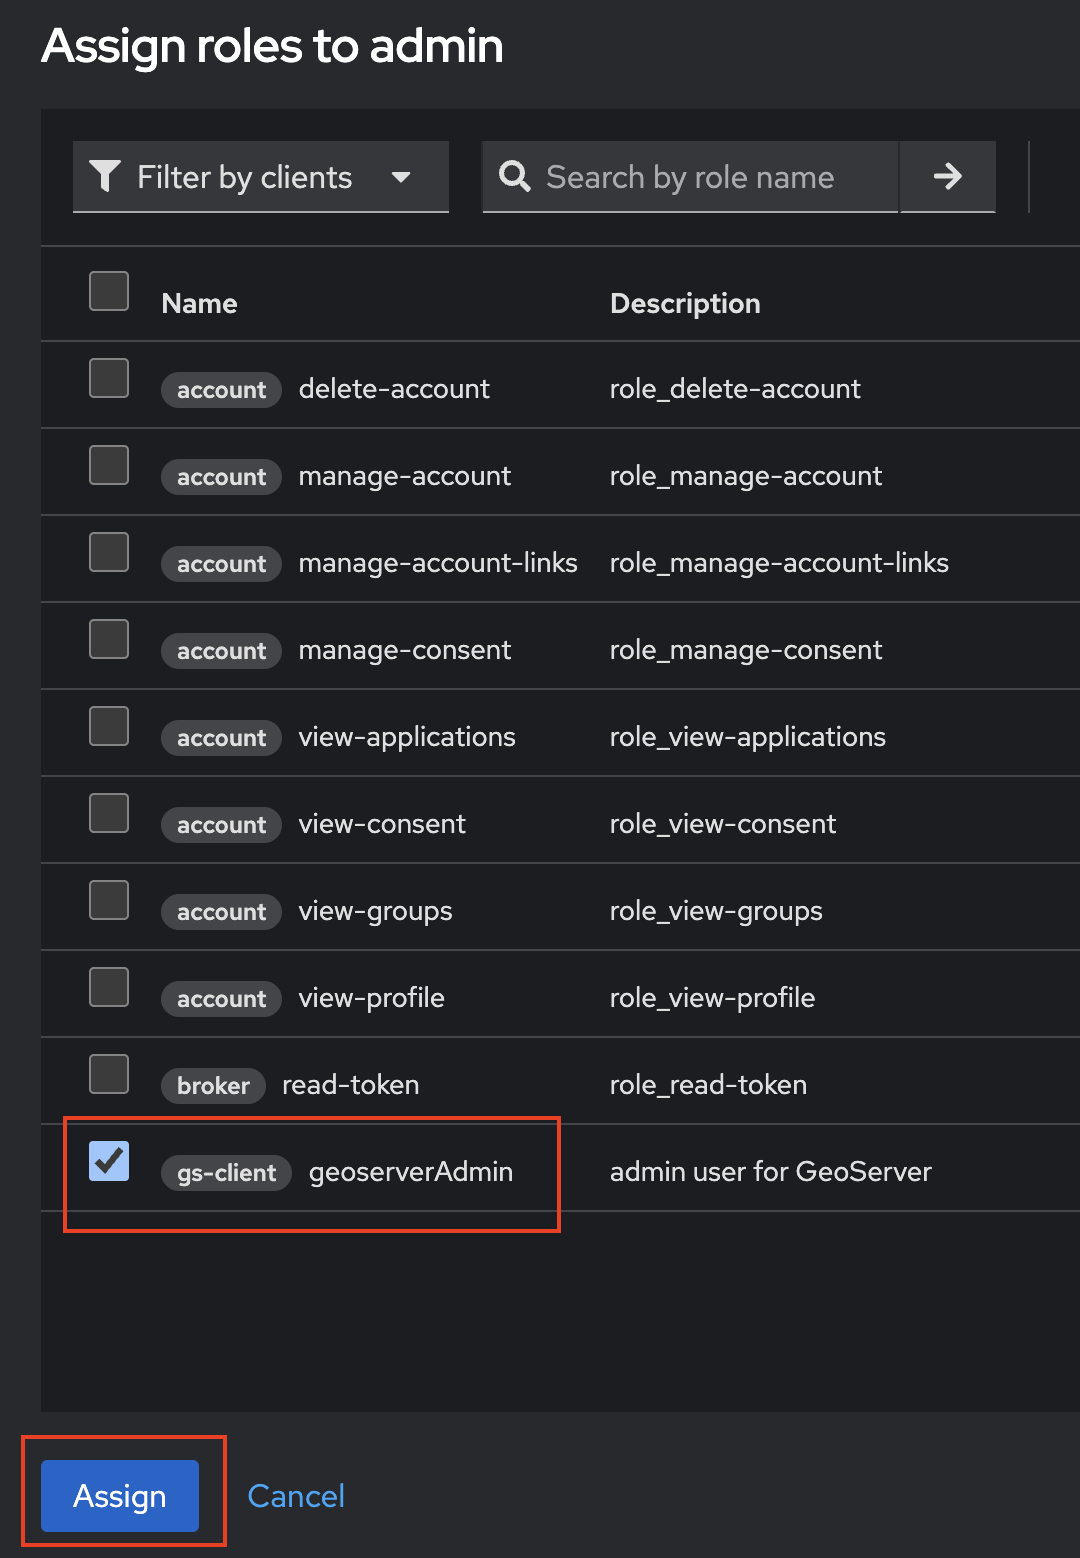 Assign roles to admin
Filter by clients Search by role name
Name Description
account delete-account role_delete-account
account manage-account role_manage-account
account manage-account-links role_manage-account-links
account manage-consent role_manage-consent
account view-applications role_view-applications
account view-consent role_view-consent
account view-groups role_view-groups
account view-profile role_view-profile
broker read-token role_read-token
gs-client geoserverAdmin admin user for GeoServer
Assign Cancel